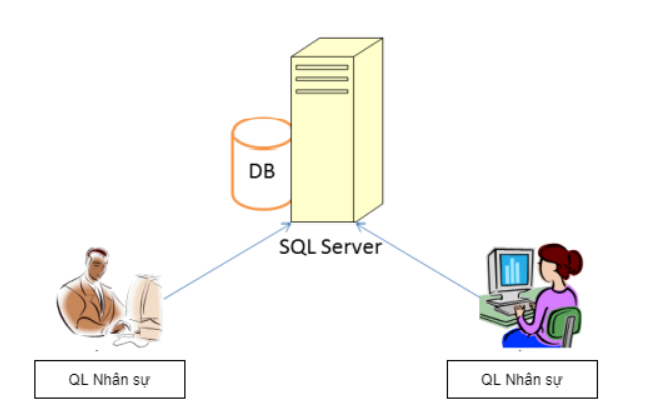 DB
SQL Server
QL Nhân sự
QL Nhân sự